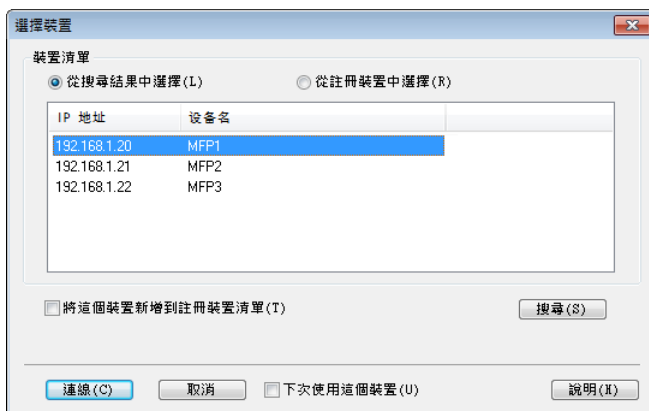 選擇裝置
裝置清單
從搜尋結果中選擇(L) 從註冊裝置中選擇(R)
IP 地址 设备名
192.168.1.20 MFP1
192.168.1.21 MFP2
192.168.1.22 MFP3
將這個裝置新增到註冊裝置清單(T) 搜尋(S)
連線(C) 取消 下次使用這個裝置(U) 說明(H)